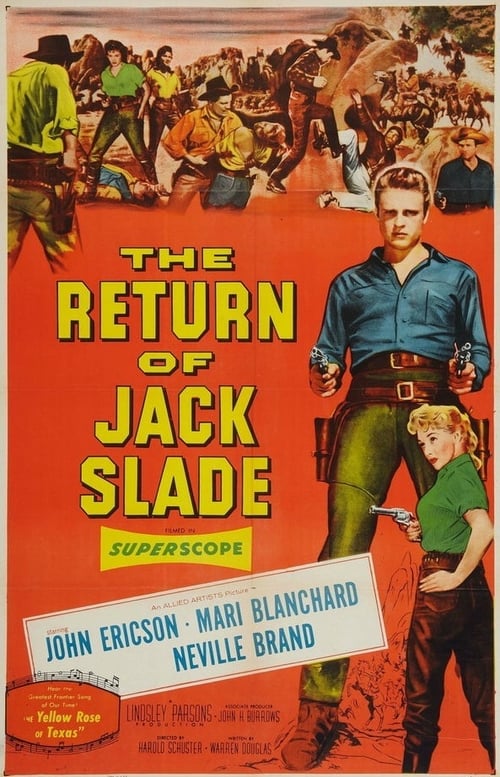 THE
RETURN
OF
JACK
SLADE
FILMED IN
SUPERSCOPE
An ALLIED ARTISTS Picture
starring
JOHN ERICSON · MARI BLANCHARD
NEVILLE BRAND
Hear the
Greatest Frontier Song
of Our Time!
"THE Yellow Rose
of Texas"
A
LINDSLEY PARSONS
PRODUCTION
ASSOCIATE PRODUCER
JOHN H. BURROWS
DIRECTED BY
HAROLD SCHUSTER
WRITTEN BY
WARREN DOUGLAS